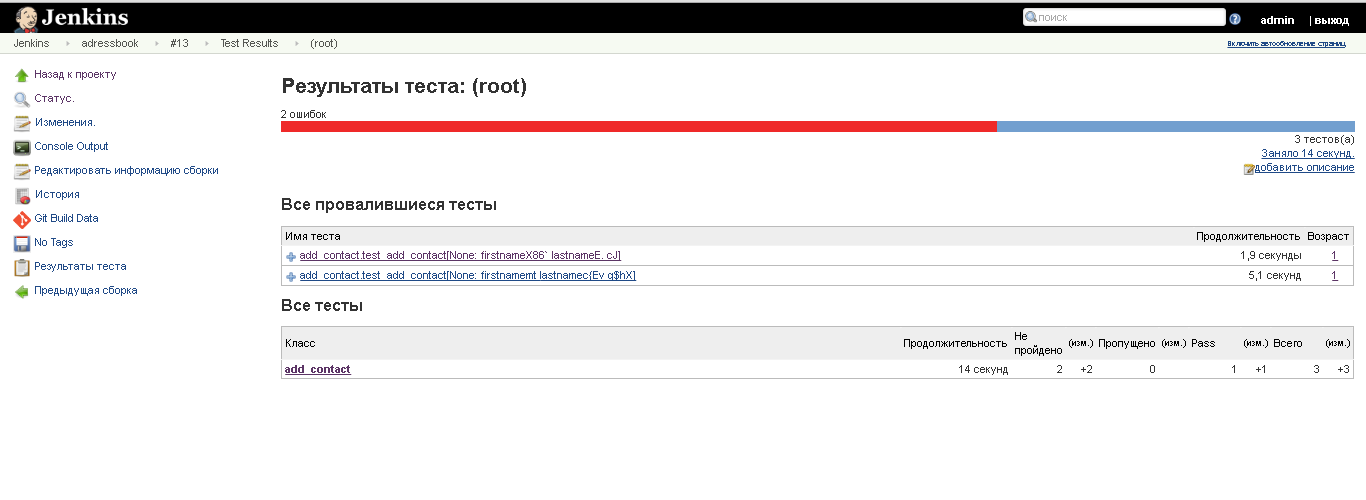 Jenkins
поиск
admin
| выход
Jenkins
adressbook
#13
Test Results
(root)
Включить автообновление страниц
Назад к проекту
Статус.
Изменения.
Console Output
Редактировать информацию сборки
История
Git Build Data
No Tags
Результаты теста
Предыдущая сборка
Результаты теста: (root)
2 ошибок
3 тестов(а)
Заняло 14 секунд.
добавить описание
Все провалившиеся тесты
Имя теста Продолжительность Возраст
add_contact.test_add_contact[None: firstnameX86` lastnameE. cJ] 1,9 секунды 1
add_contact.test_add_contact[None: firstnamemt lastnamec{Ev q$hX] 5,1 секунд 1
Все тесты
Класс Продолжительность Не пройдено (изм.) Пропущено (изм.) Pass (изм.) Всего (изм.)
add_contact 14 секунд 2 +2 0 1 +1 3 +3